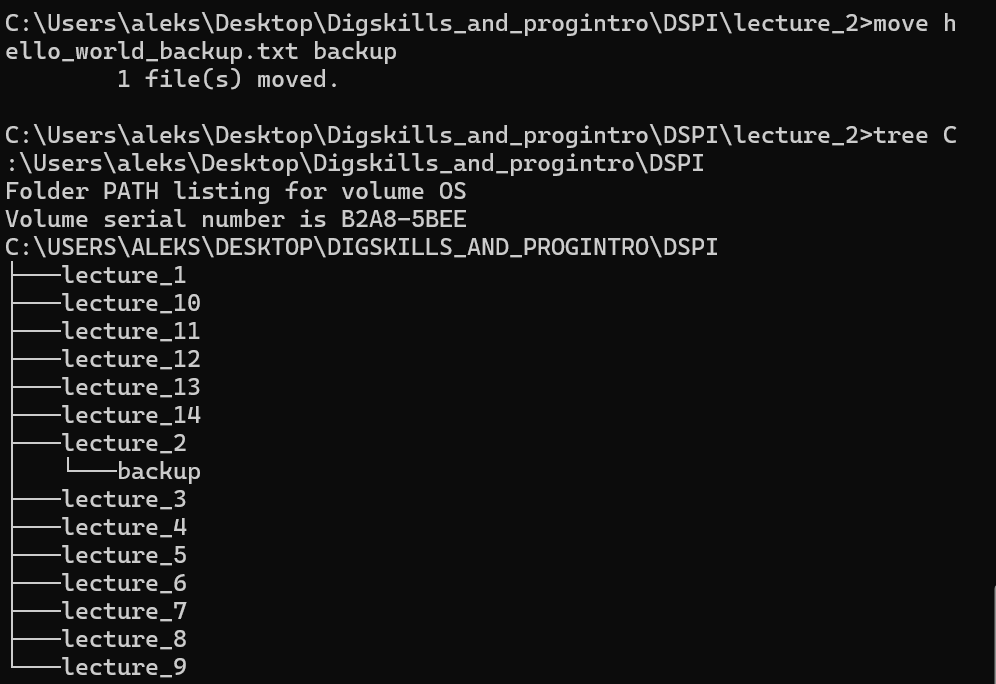 C:\Users\aleks\Desktop\Digskills_and_progintro\DSPI\lecture_2>move h
ello_world_backup.txt backup
        1 file(s) moved.

C:\Users\aleks\Desktop\Digskills_and_progintro\DSPI\lecture_2>tree C
:\Users\aleks\Desktop\Digskills_and_progintro\DSPI
Folder PATH listing for volume OS
Volume serial number is B2A8-5BEE
C:\USERS\ALEKS\DESKTOP\DIGSKILLS_AND_PROGINTRO\DSPI
├───lecture_1
├───lecture_10
├───lecture_11
├───lecture_12
├───lecture_13
├───lecture_14
├───lecture_2
│   └───backup
├───lecture_3
├───lecture_4
├───lecture_5
├───lecture_6
├───lecture_7
├───lecture_8
└───lecture_9